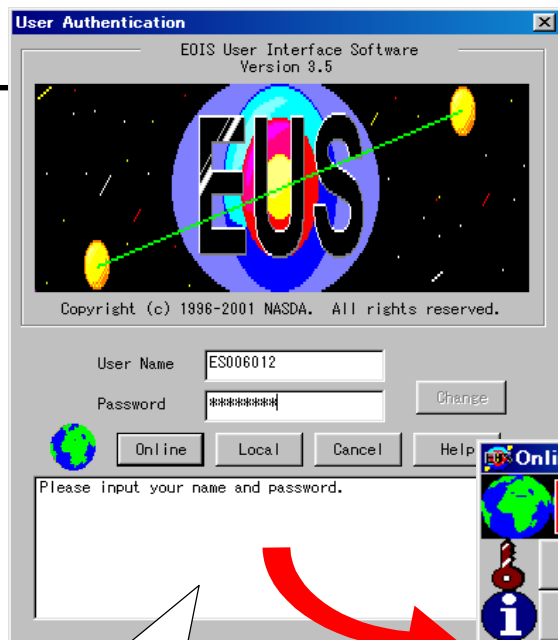 User Authentication
EOIS User Interface Software
Version 3.5
EUS
Copyright (c) 1996-2001 NASDA. All rights reserved.
User Name ES006012
Password ******** Change
Online Local Cancel Help
EUS Onli
Please input your name and password.